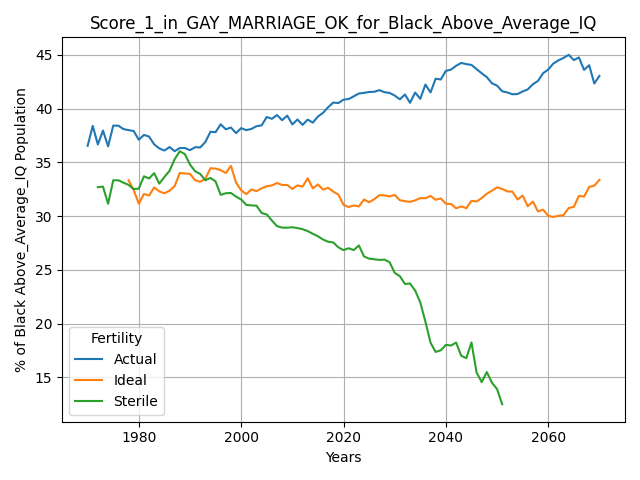 Score_1_in_GAY_MARRIAGE_OK_for_Black_Above_Average_IQ
% of Black Above_Average_IQ Population
45
40
35
30
25
20
15
Fertility
Actual
Ideal
Sterile
1980 2000 2020 2040 2060
Years